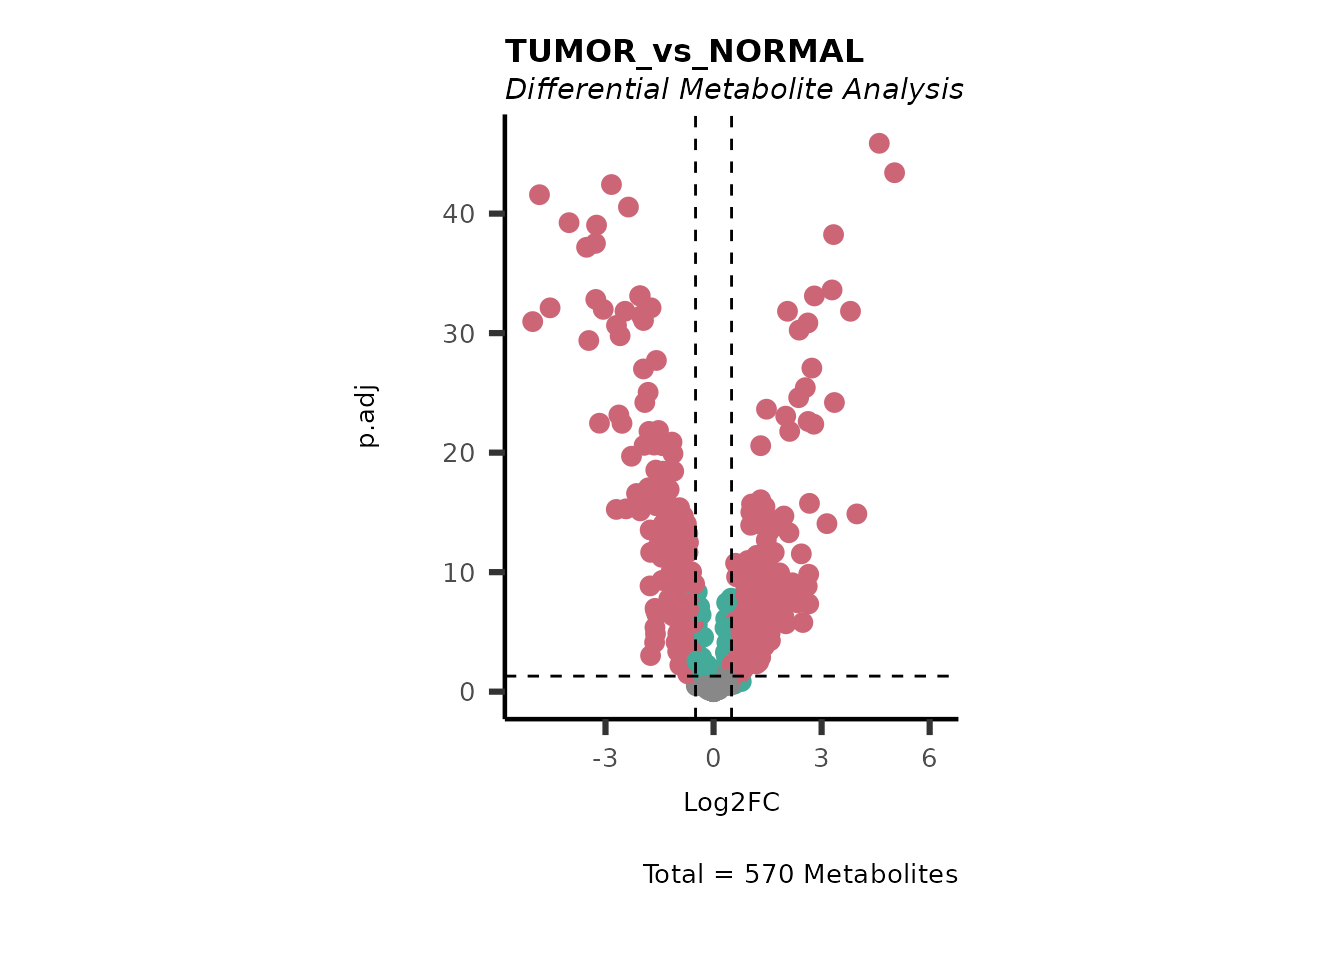 TUMOR_vs_NORMAL
Differential Metabolite Analysis
40
30
20
10
0
p.adj
-3 0 3 6
Log2FC
Total = 570 Metabolites